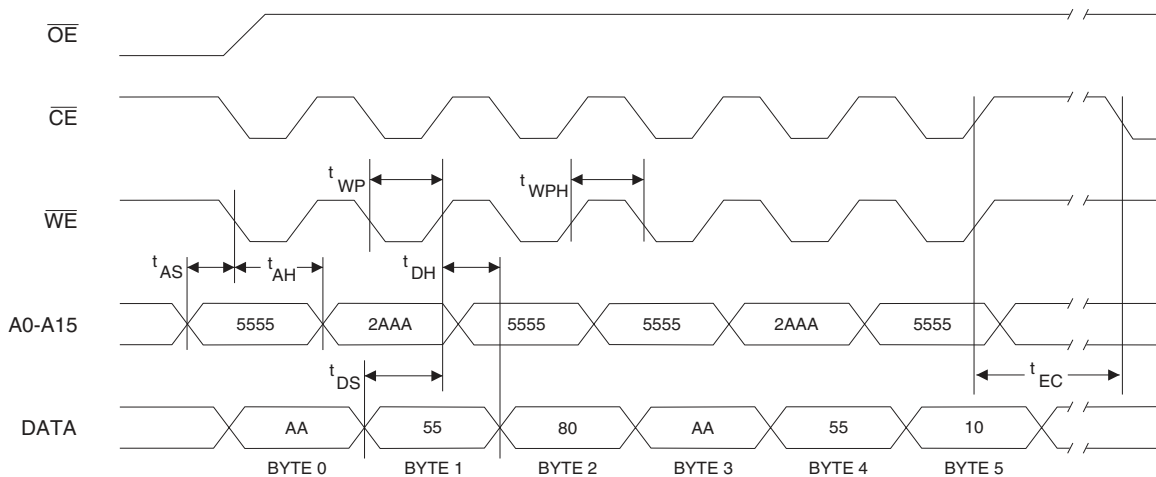 OE
CE
t WP
t WPH
WE
t AS
t AH
t DH
A0-A15
5555
2AAA
5555
5555
2AAA
5555
t DS
t EC
DATA
AA
55
80
AA
55
10
BYTE 0
BYTE 1
BYTE 2
BYTE 3
BYTE 4
BYTE 5